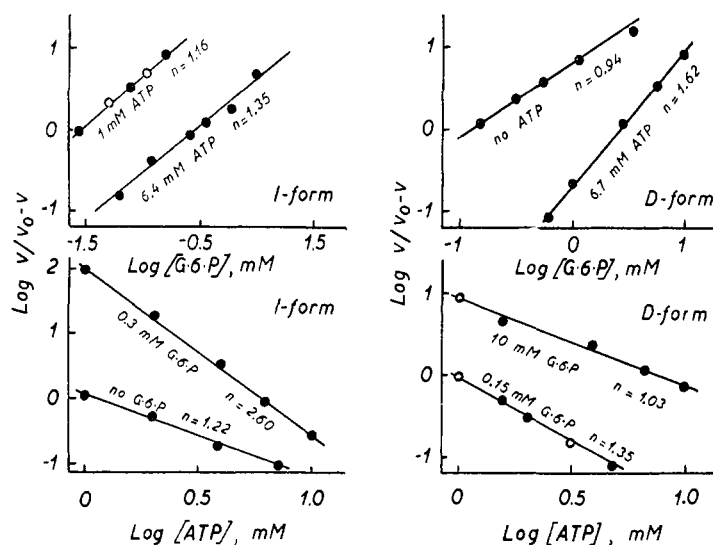 Log v/v₀-v
1
0
-1
1 mM ATP n=1.16
6.4 mM ATP n=1.35
I-form
-1.5 -0.5 0.5 1.5
Log [G·6·P], mM
1
0
-1
no ATP n=0.94
6.7 mM ATP n=1.62
D-form
-1 0 1
Log [G·6·P], mM
Log v/v₀-v
2
1
0
-1
I-form
0.3 mM G·6·P n=2.60
no G·6·P n=1.22
0 0.5 1.0
Log [ATP], mM
1
0
-1
D-form
10 mM G·6·P n=1.03
0.15 mM G·6·P n=1.35
0 0.5 1.0
Log [ATP], mM